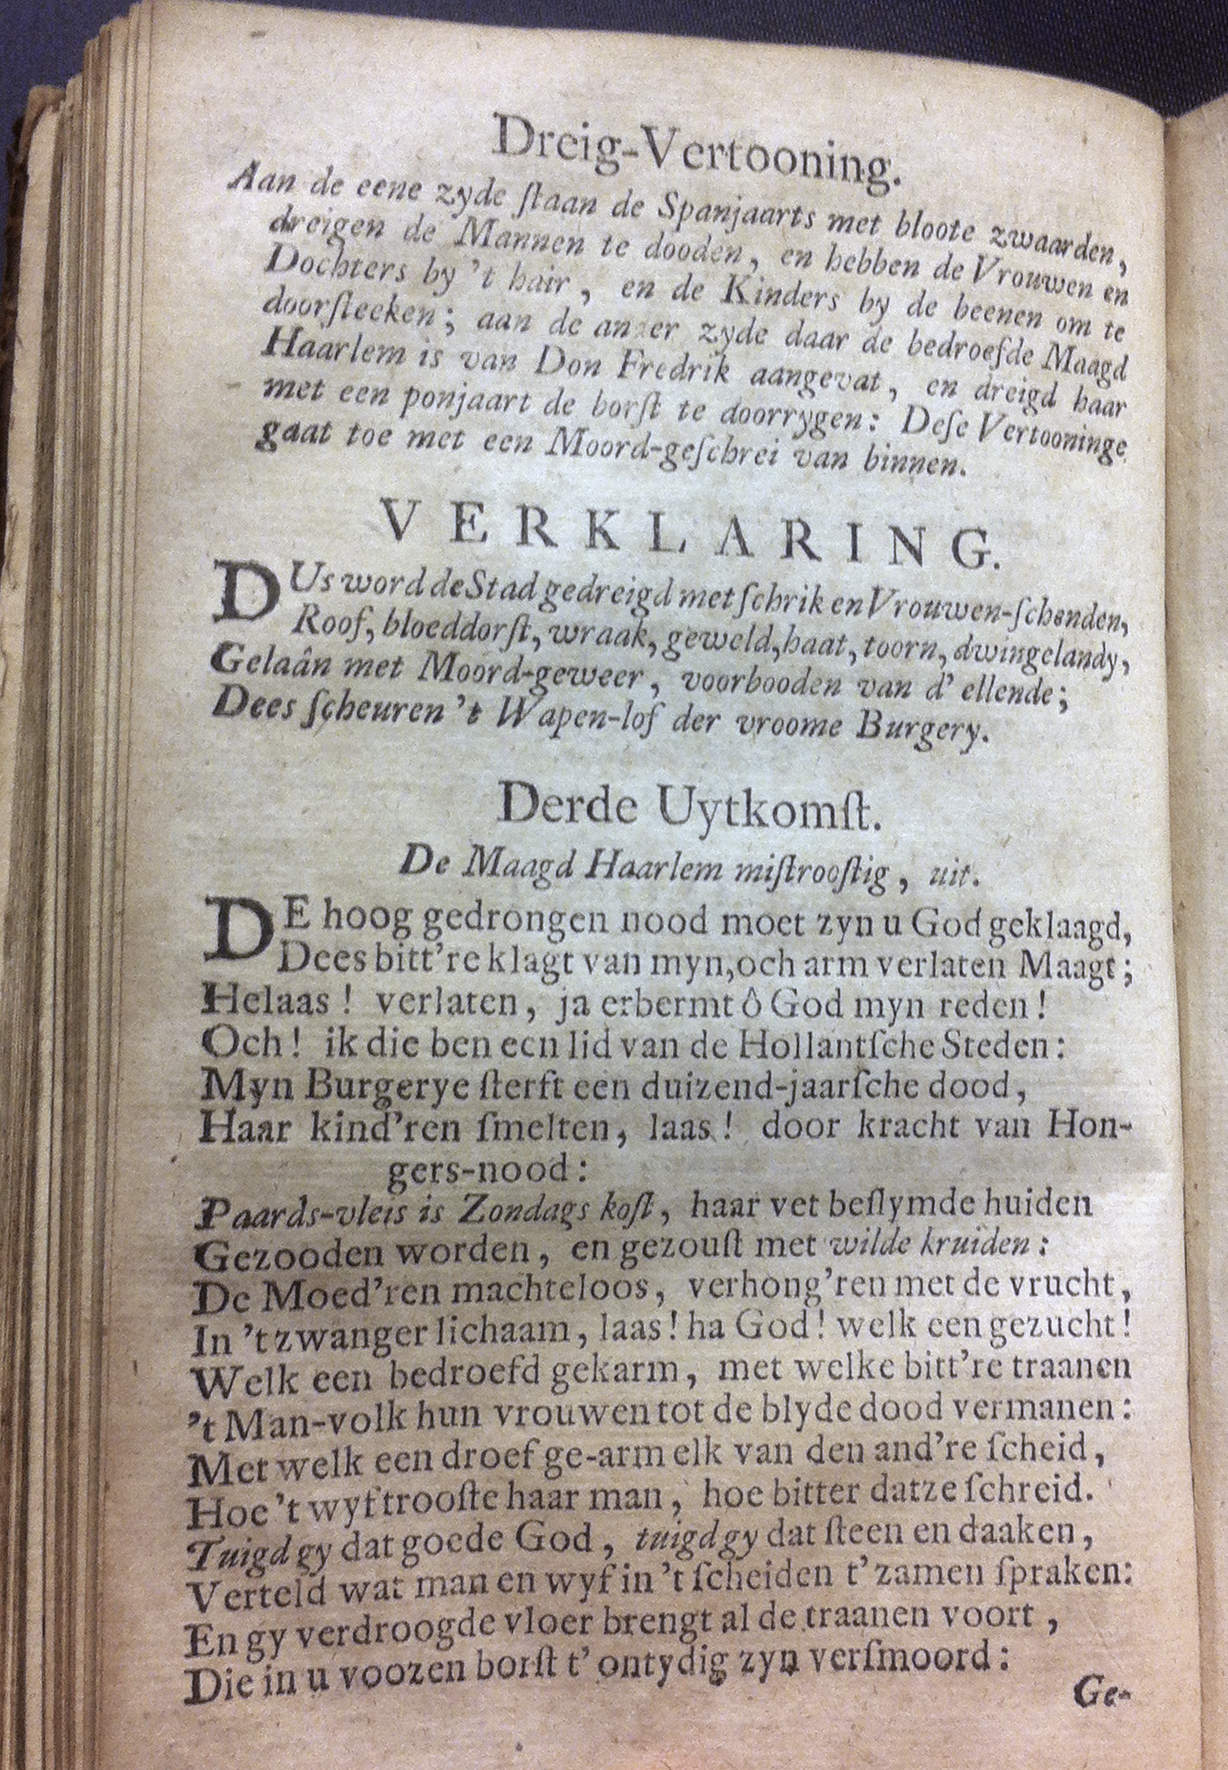 Dreig-Vertooning.
Aan de eene zyde ſtaan de Spanjaarts met bloote zwaarden,
dreigen de Mannen te dooden, en hebben de Vrouwen en
Dochters by 't hair, en de Kinders by de beenen om te
doorſteeken; aan de anzer zyde daar de bedroefde Maagd
Haarlem is van Don Fredrik aangevat, en dreigd haar
met een ponjaart de borſt te doorrygen: Deſe Vertooninge
gaat toe met een Moord-geſchrei van binnen.
VERKLARING.
DUs word de Stad gedreigd met ſchrik en Vrouwen-ſchenden,
Roof, bloeddorſt, wraak, geweld, haat, toorn, dwingelandy,
Gelaân met Moord-geweer, voorbooden van d' ellende;
Dees ſcheuren 't Wapen-lof der vroome Burgery.
Derde Uytkomſt.
De Maagd Haarlem miſtrooſtig, uit.
DE hoog gedrongen nood moet zyn u God geklaagd,
Dees bitt're klagt van myn, och arm verlaten Maagt;
Helaas! verlaten, ja erbermt ô God myn reden!
Och! ik die ben een lid van de Hollantſche Steden:
Myn Burgerye ſterft een duizend-jaarſche dood,
Haar kind'ren ſmelten, laas! door kracht van Hon-
gers-nood:
Paards-vleis is Zondags koſt, haar vet beſlymde huiden
Gezooden worden, en gezouſt met wilde kruiden:
De Moed'ren machteloos, verhong'ren met de vrucht,
In 't zwanger lichaam, laas! ha God! welk een gezucht!
Welk een bedroefd gekarm, met welke bitt're traanen
't Man-volk hun vrouwen tot de blyde dood vermanen:
Met welk een droef ge-arm elk van den and're ſcheid,
Hoe 't wyf trooſte haar man, hoe bitter datze ſchreid.
Tuigd gy dat goede God, tuigd gy dat ſteen en daaken,
Verteld wat man en wyf in 't ſcheiden t' zamen ſpraken:
En gy verdroogde vloer brengt al de traanen voort,
Die in u voozen borſt t' ontydig zyn verſmoord:
Ge-